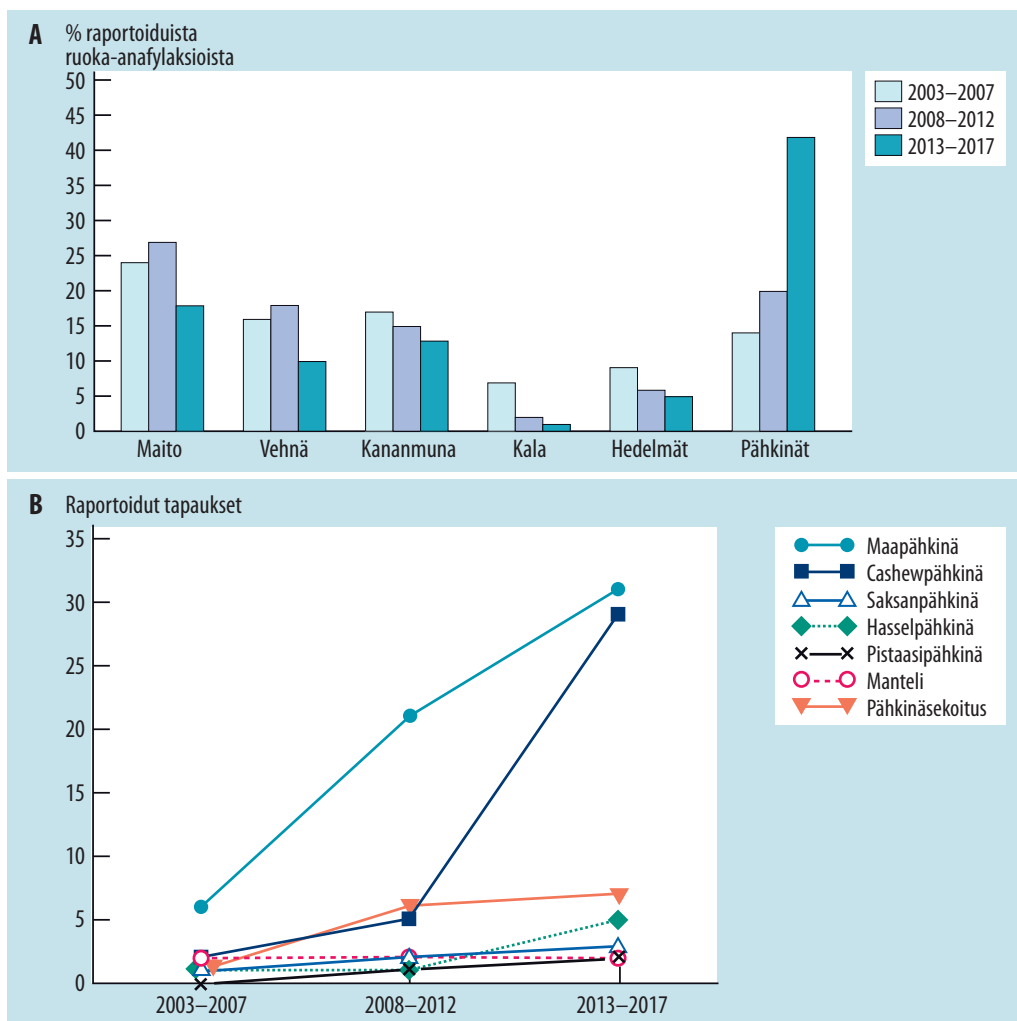 A % raportoiduista
ruoka-anafylaksioista
50
45
40
35
30
25
20
15
10
5
0
Maito Vehnä Kananmuna Kala Hedelmät Pähkinät
2003–2007
2008–2012
2013–2017
B Raportoidut tapaukset
35
30
25
20
15
10
5
0
2003–2007 2008–2012 2013–2017
Maapähkinä
Cashewpähkinä
Saksanpähkinä
Hasselpähkinä
Pistaasipähkinä
Manteli
Pähkinäsekoitus